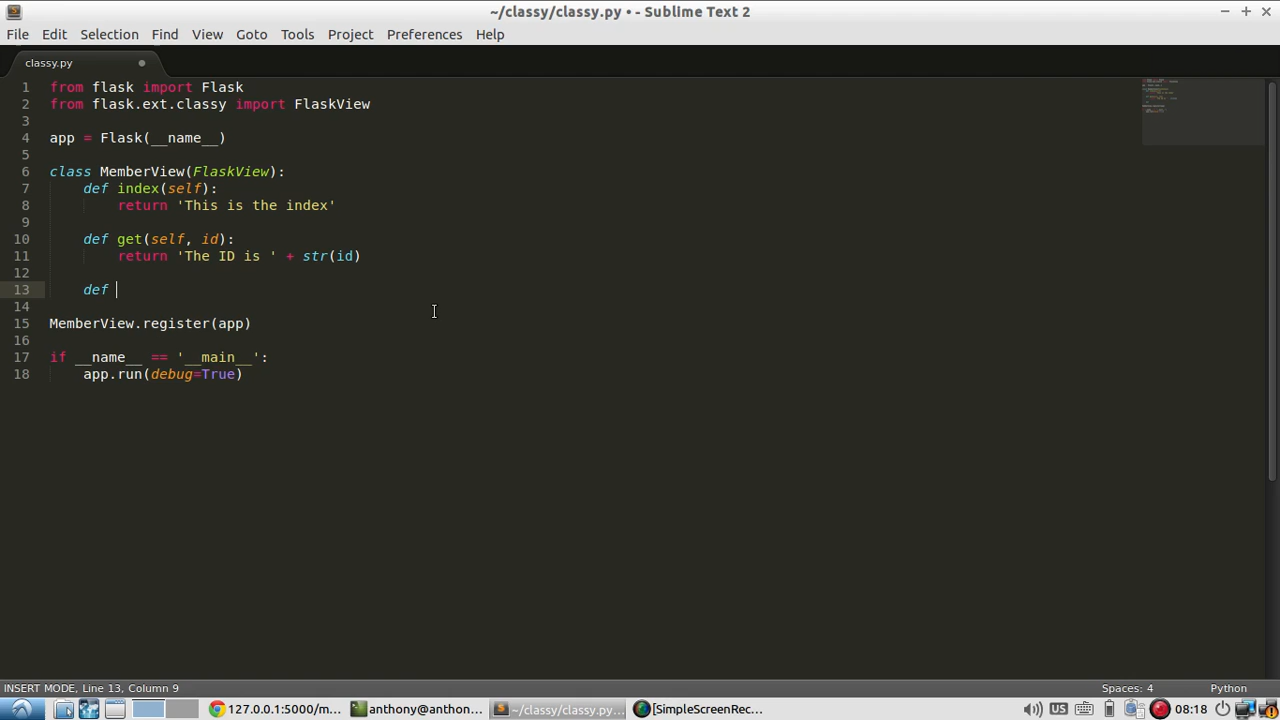 ~/classy/classy.py • - Sublime Text 2
File Edit Selection Find View Goto Tools Project Preferences Help
classy.py
1 from flask import Flask
2 from flask.ext.classy import FlaskView
3
4 app = Flask(__name__)
5
6 class MemberView(FlaskView):
7 def index(self):
8 return 'This is the index'
9
10 def get(self, id):
11 return 'The ID is ' + str(id)
12
13 def
14
15 MemberView.register(app)
16
17 if __name__ == '__main__':
18 app.run(debug=True)
INSERT MODE, Line 13, Column 9 Spaces: 4 Python
127.0.0.1:5000/m... anthony@anthon... ~/classy/classy.py... [SimpleScreenRec... US 08:18